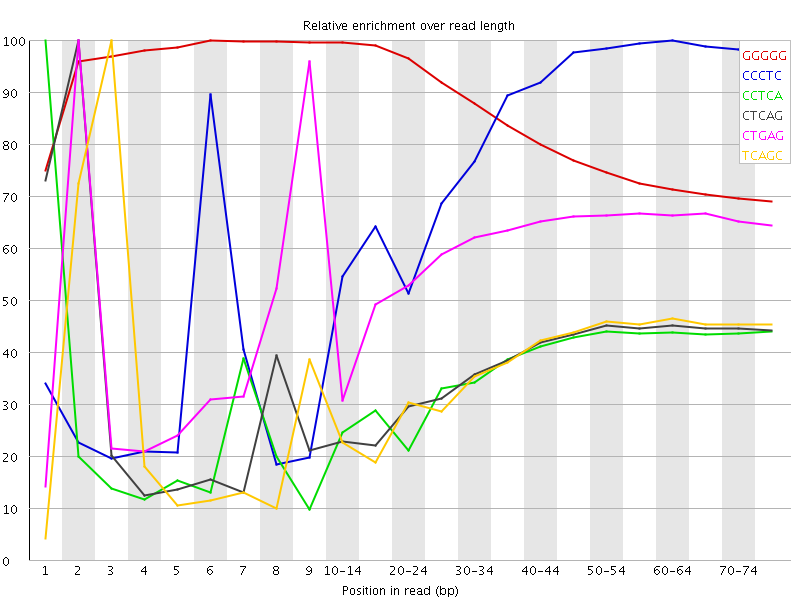 Relative enrichment over read length
100
90
80
70
60
50
40
30
20
10
0
GGGGG
CCCTC
CCTCA
CTCAG
CTGAG
TCAGC
1 2 3 4 5 6 7 8 9 10-14 20-24 30-34 40-44 50-54 60-64 70-74
Position in read (bp)